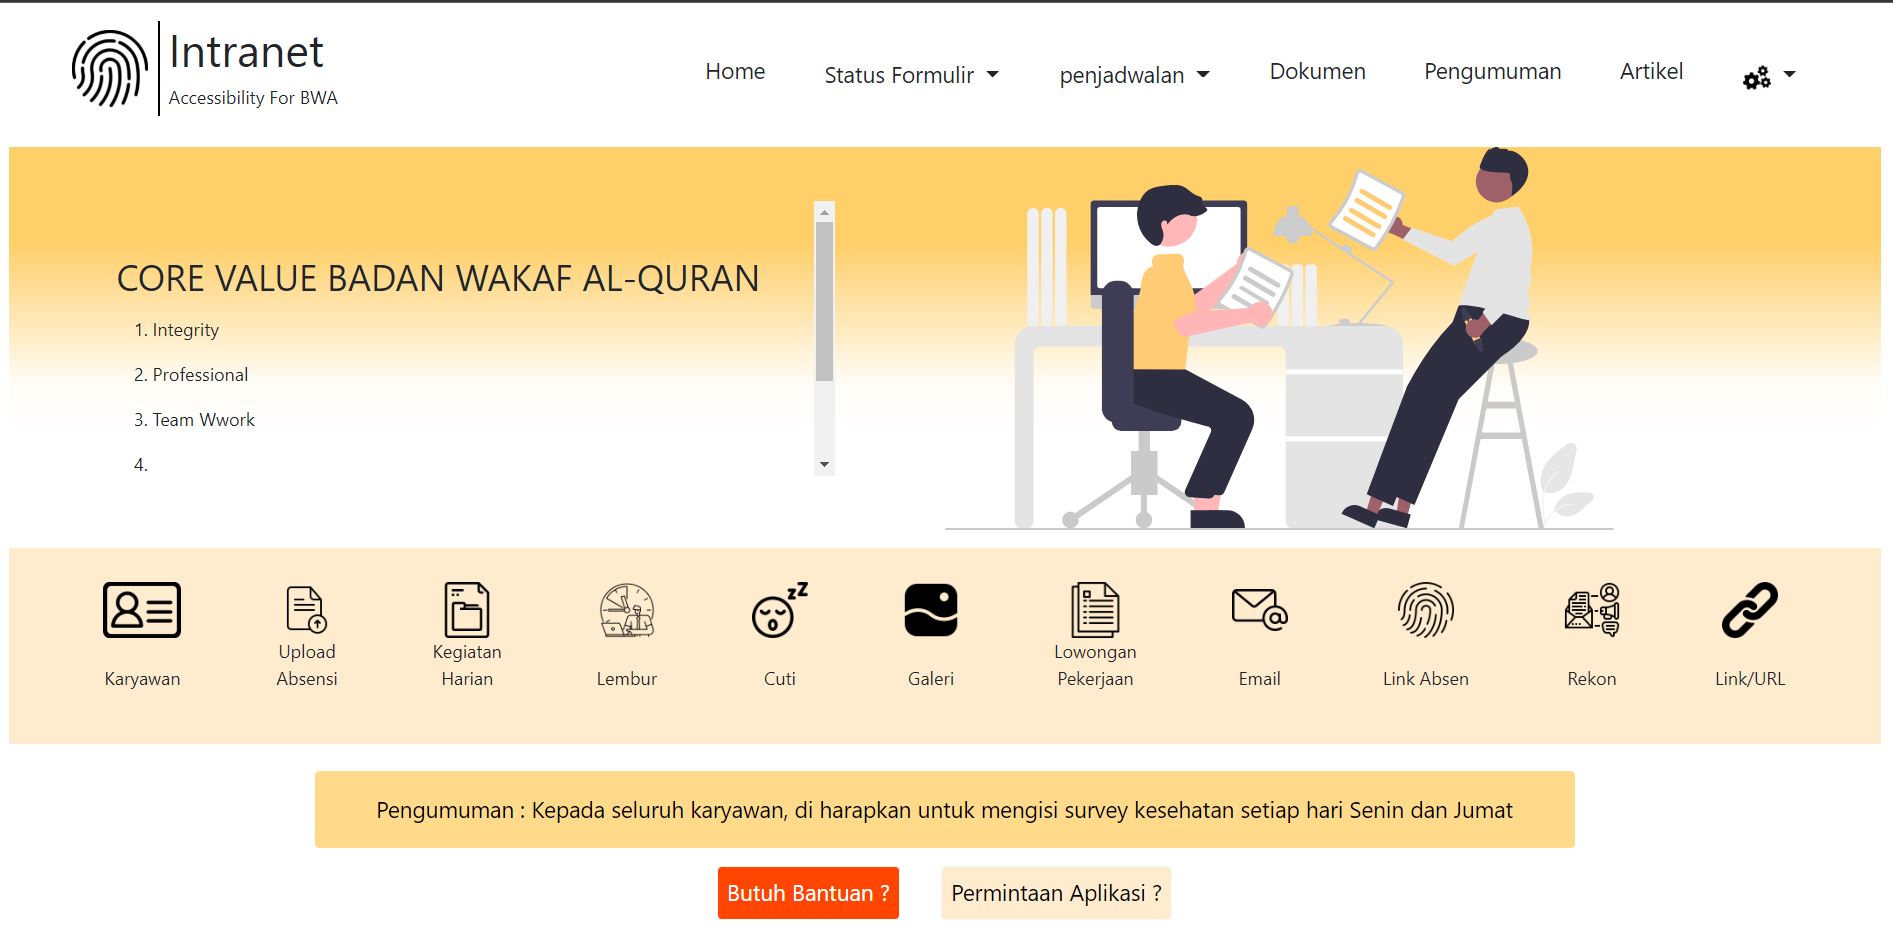 Intranet
Accessibility For BWA
Home
Status Formulir
penjadwalan
Dokumen
Pengumuman
Artikel
CORE VALUE BADAN WAKAF AL-QURAN
1. Integrity
2. Professional
3. Team Wwork
4.
Karyawan
Upload
Absensi
Kegiatan
Harian
Lembur
Cuti
Galeri
Lowongan
Pekerjaan
Email
Link Absen
Rekon
Link/URL
Pengumuman : Kepada seluruh karyawan, di harapkan untuk mengisi survey kesehatan setiap hari Senin dan Jumat
Butuh Bantuan ?
Permintaan Aplikasi ?